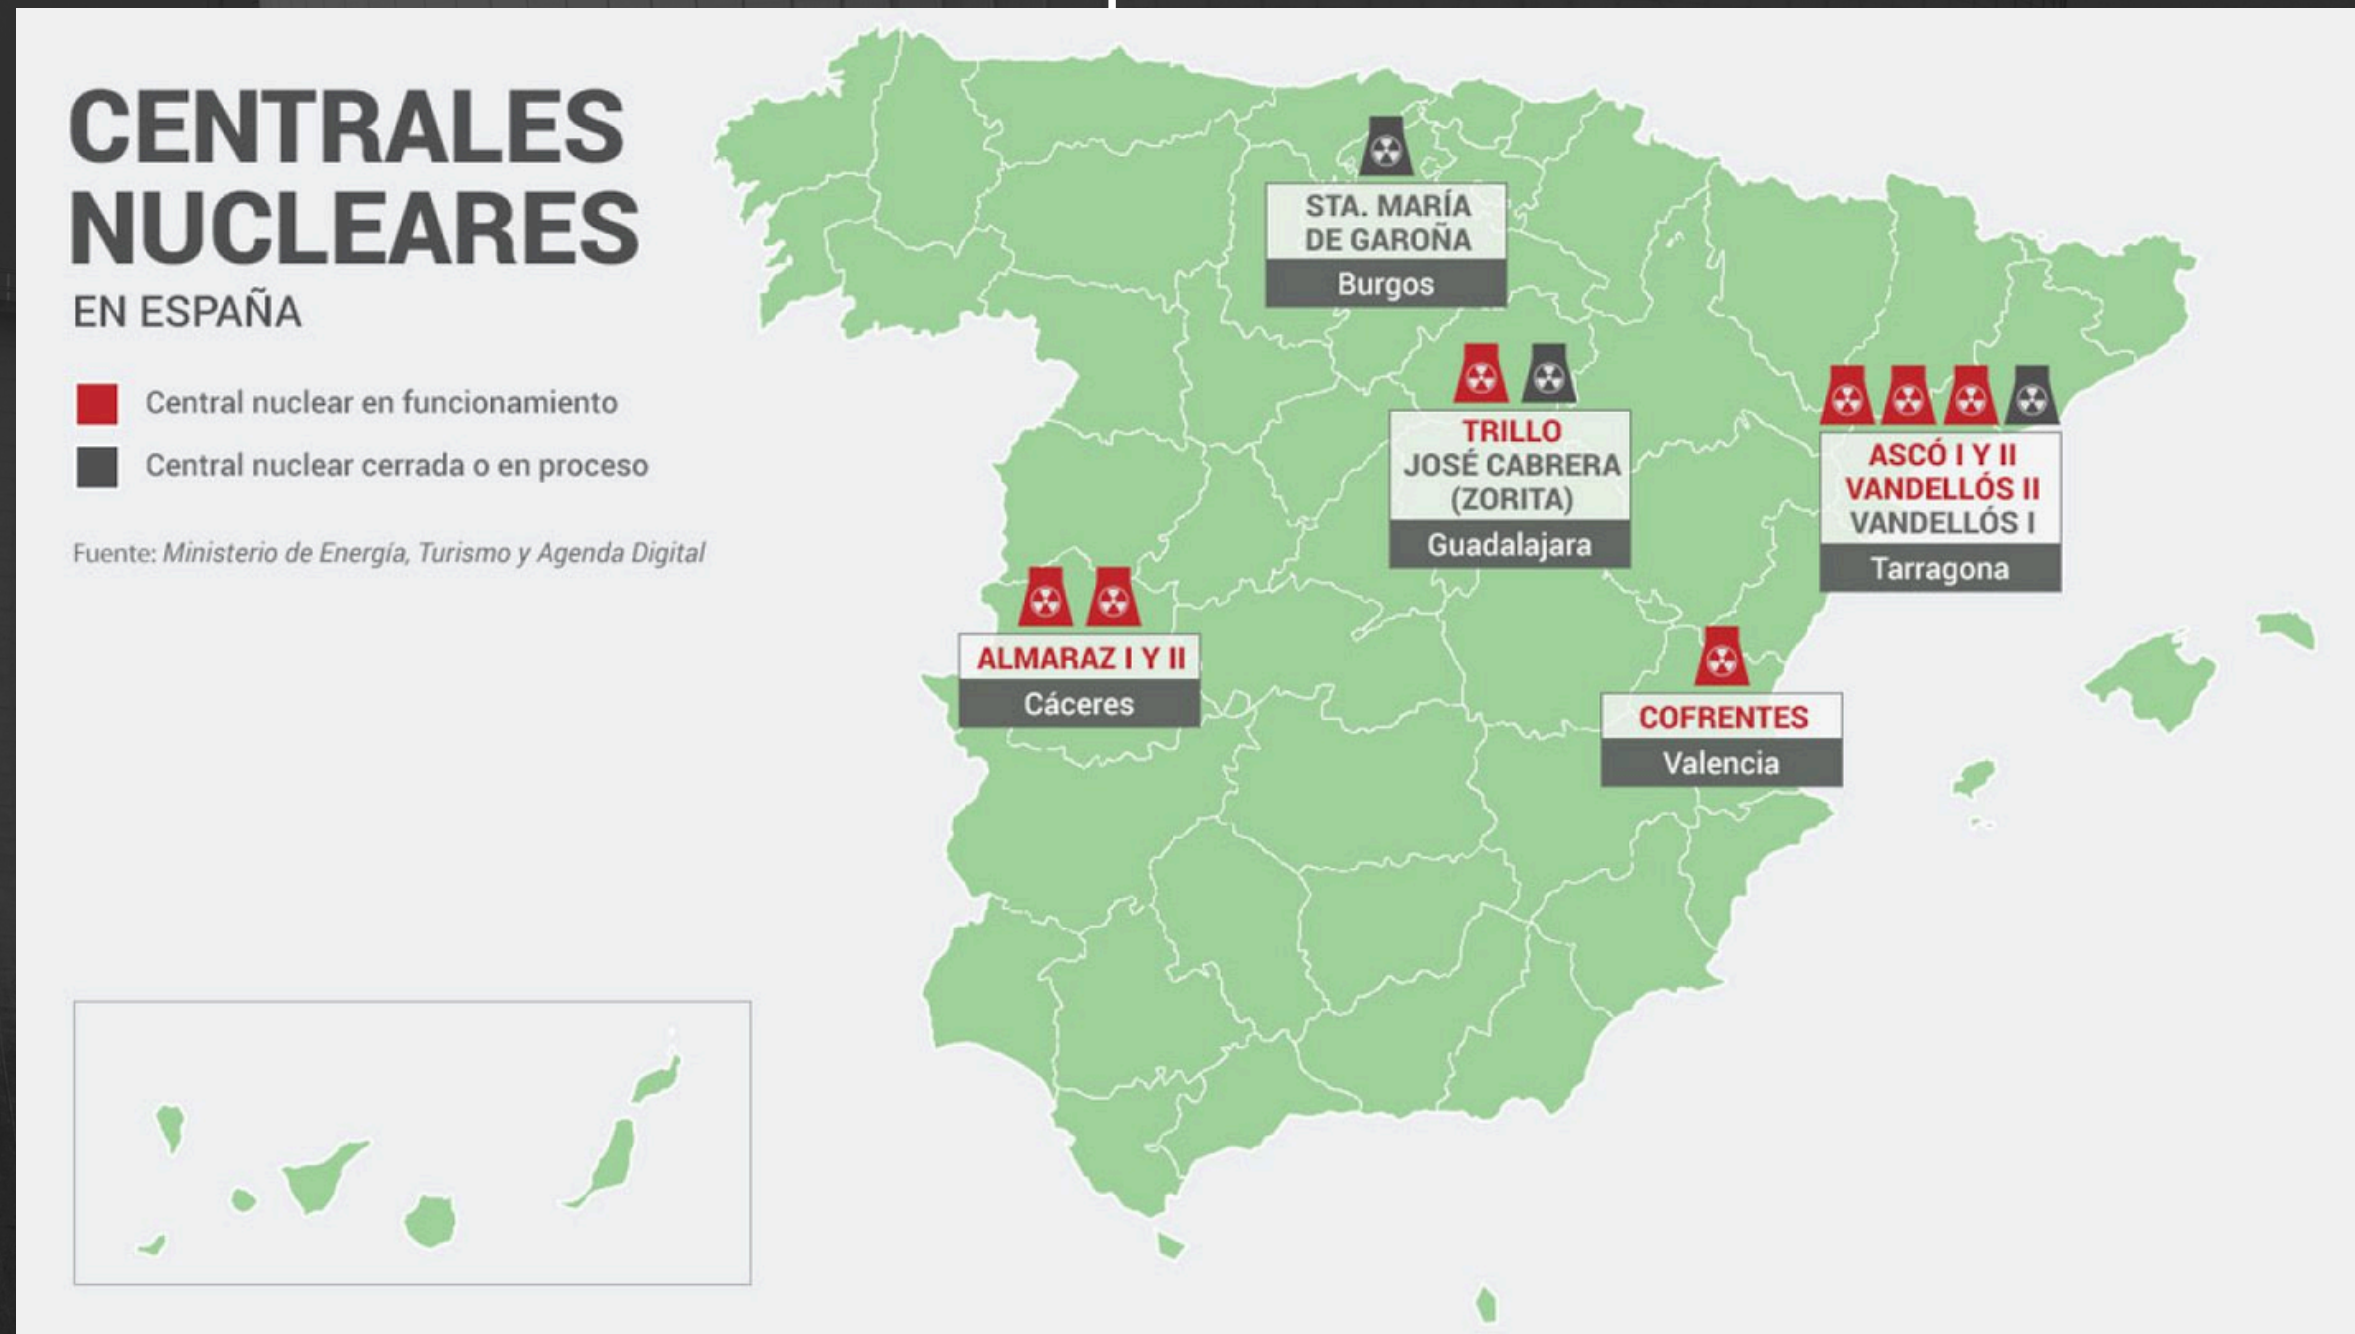 CENTRALES
NUCLEARES
EN ESPAÑA
Central nuclear en funcionamiento
Central nuclear cerrada o en proceso
Fuente: Ministerio de Energía, Turismo y Agenda Digital
STA. MARÍA
DE GAROÑA
Burgos
TRILLO
JOSÉ CABRERA
(ZORITA)
Guadalajara
ASCÓ I Y II
VANDELLÓS II
VANDELLÓS I
Tarragona
ALMARAZ I Y II
Cáceres
COFRENTES
Valencia